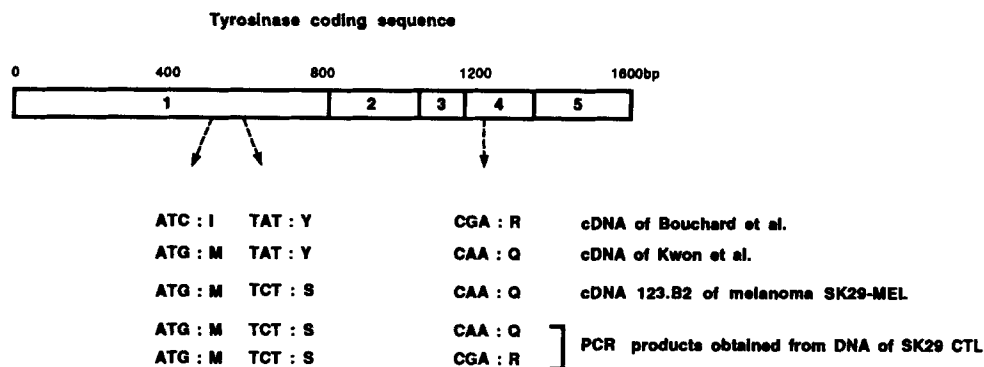 Tyrosinase coding sequence
0 400 800 1200 1600bp
1 2 3 4 5
ATC : I TAT : Y CGA : R cDNA of Bouchard et al.
ATG : M TAT : Y CAA : Q cDNA of Kwon et al.
ATG : M TCT : S CAA : Q cDNA 123.B2 of melanoma SK29-MEL
ATG : M TCT : S CAA : Q
PCR products obtained from DNA of SK29 CTL
ATG : M TCT : S CGA : R